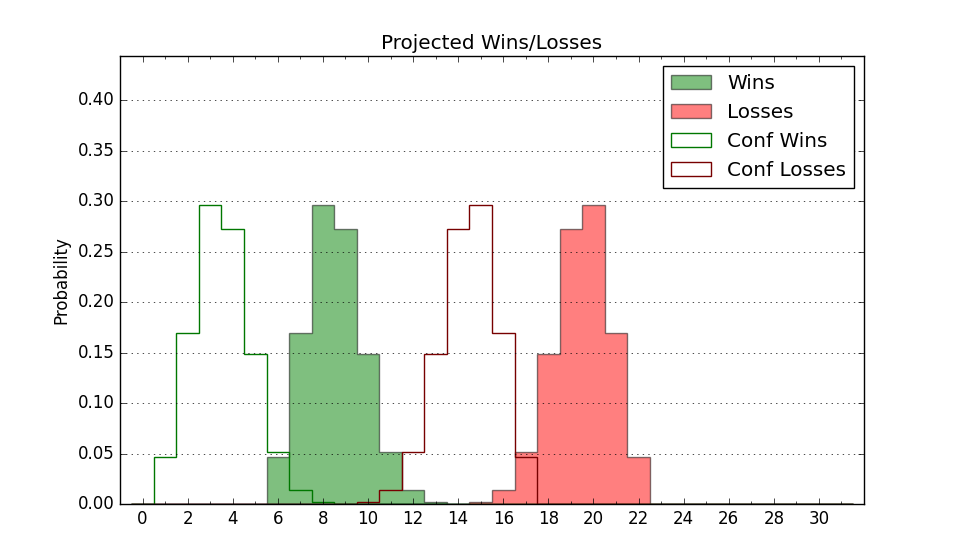 Projected Wins/Losses
Wins
Losses
Conf Wins
Conf Losses
Probability
0.40
0.35
0.30
0.25
0.20
0.15
0.10
0.05
0.00
0 2 4 6 8 10 12 14 16 18 20 22 24 26 28 30